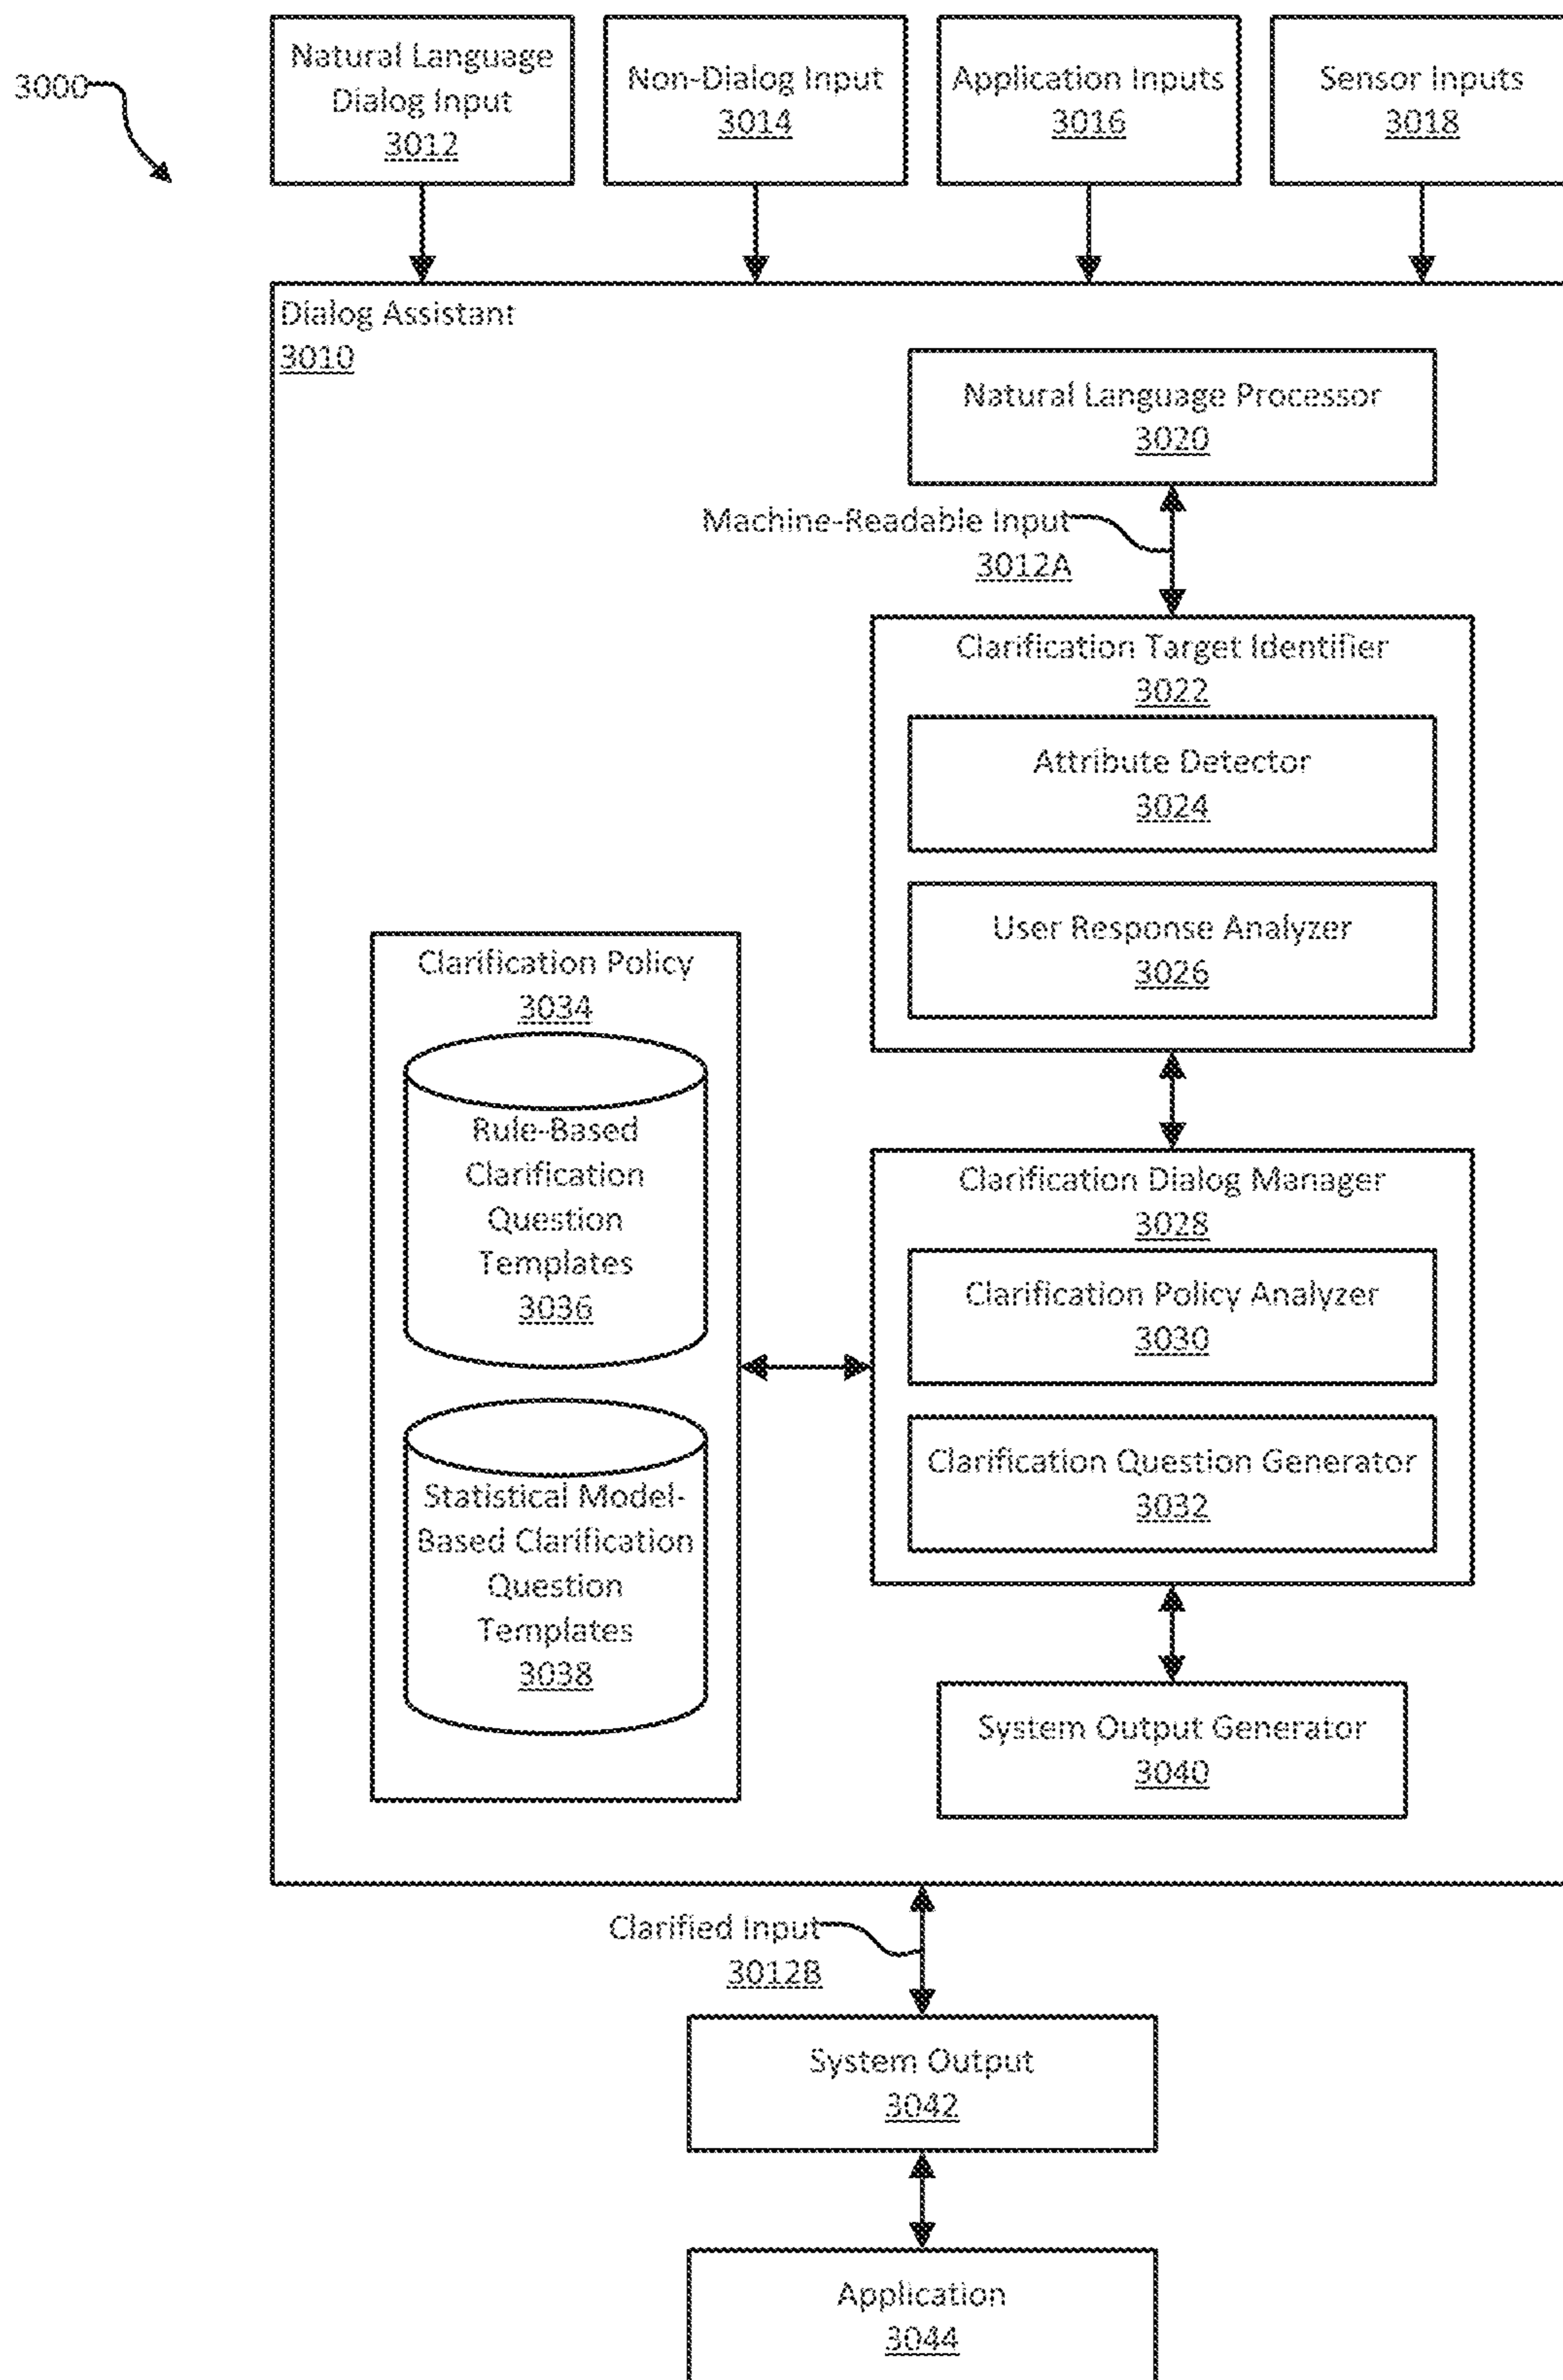 3000
Natural Language
Dialog Input
3012
Non-Dialog Input
3014
Application Inputs
3016
Sensor Inputs
3018
Dialog Assistant
3010
Natural Language Processor
3020
Machine-Readable Input
3012A
Clarification Target Identifier
3022
Attribute Detector
3024
User Response Analyzer
3026
Clarification Policy
3034
Rule-Based
Clarification
Question
Templates
3036
Statistical Model-
Based Clarification
Question
Templates
3038
Clarification Dialog Manager
3028
Clarification Policy Analyzer
3030
Clarification Question Generator
3032
System Output Generator
3040
Clarified Input
3012B
System Output
3042
Application
3044